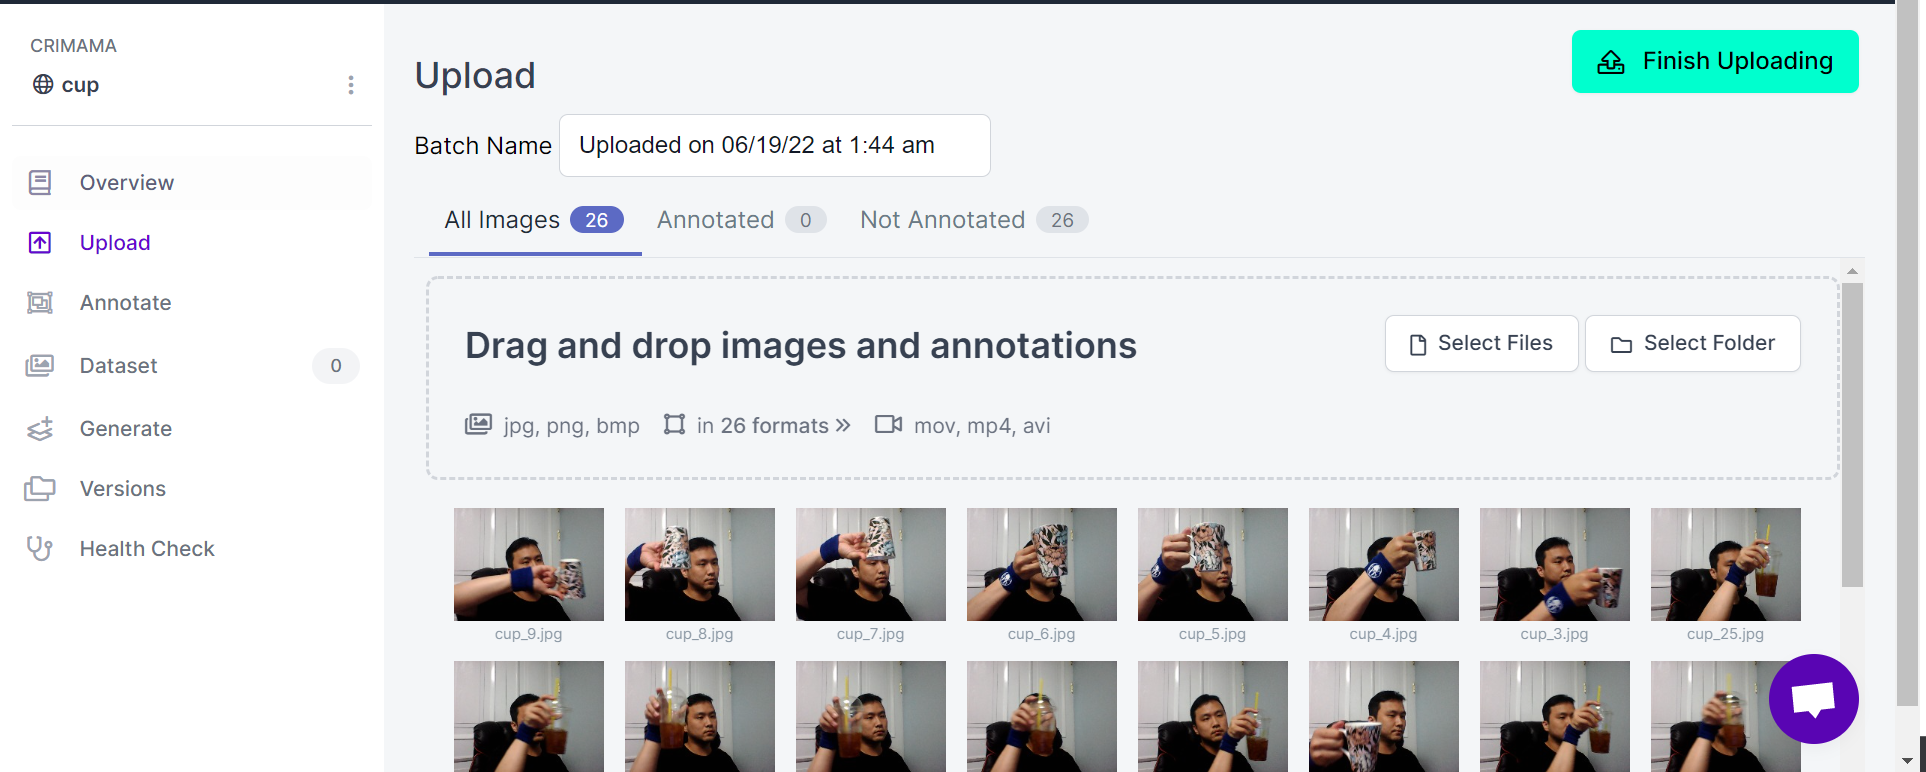 CRIMAMA
cup
Overview
Upload
Annotate
Dataset 0
Generate
Versions
Health Check
Upload
Finish Uploading
Batch Name Uploaded on 06/19/22 at 1:44 am
All Images 26 Annotated 0 Not Annotated 26
Drag and drop images and annotations
Select Files Select Folder
jpg, png, bmp in 26 formats » mov, mp4, avi
cup_9.jpg cup_8.jpg cup_7.jpg cup_6.jpg cup_5.jpg cup_4.jpg cup_3.jpg cup_25.jpg